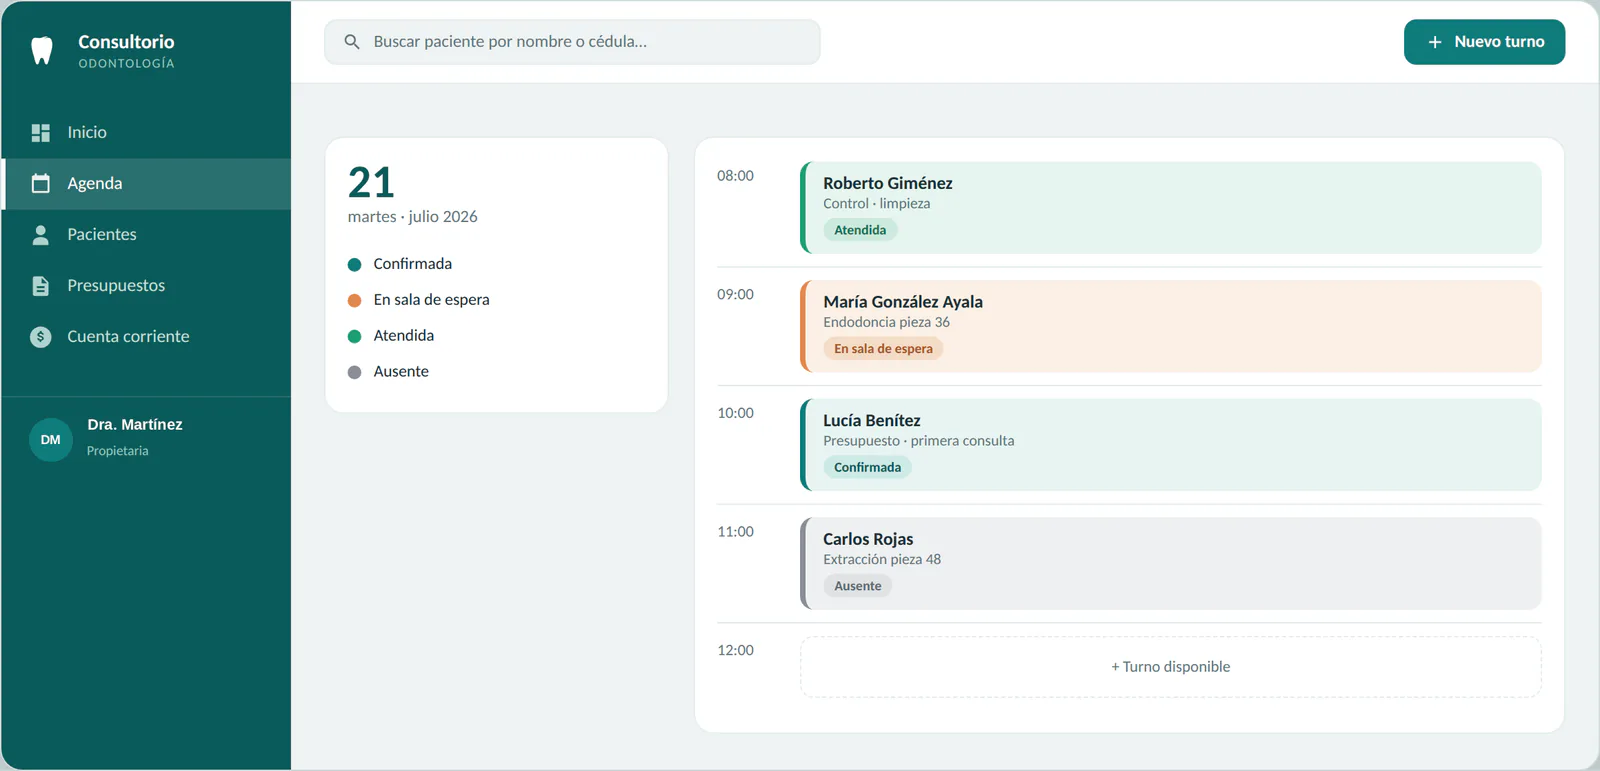 Consultorio
ODONTOLOGÍA
Inicio
Agenda
Pacientes
Presupuestos
$ Cuenta corriente
DM
Dra. Martínez
Propietaria
Buscar paciente por nombre o cédula...
+ Nuevo turno
21
martes · julio 2026
Confirmada
En sala de espera
Atendida
Ausente
08:00
Roberto Giménez
Control · limpieza
Atendida
09:00
María González Ayala
Endodoncia pieza 36
En sala de espera
10:00
Lucía Benítez
Presupuesto · primera consulta
Confirmada
11:00
Carlos Rojas
Extracción pieza 48
Ausente
12:00
+ Turno disponible